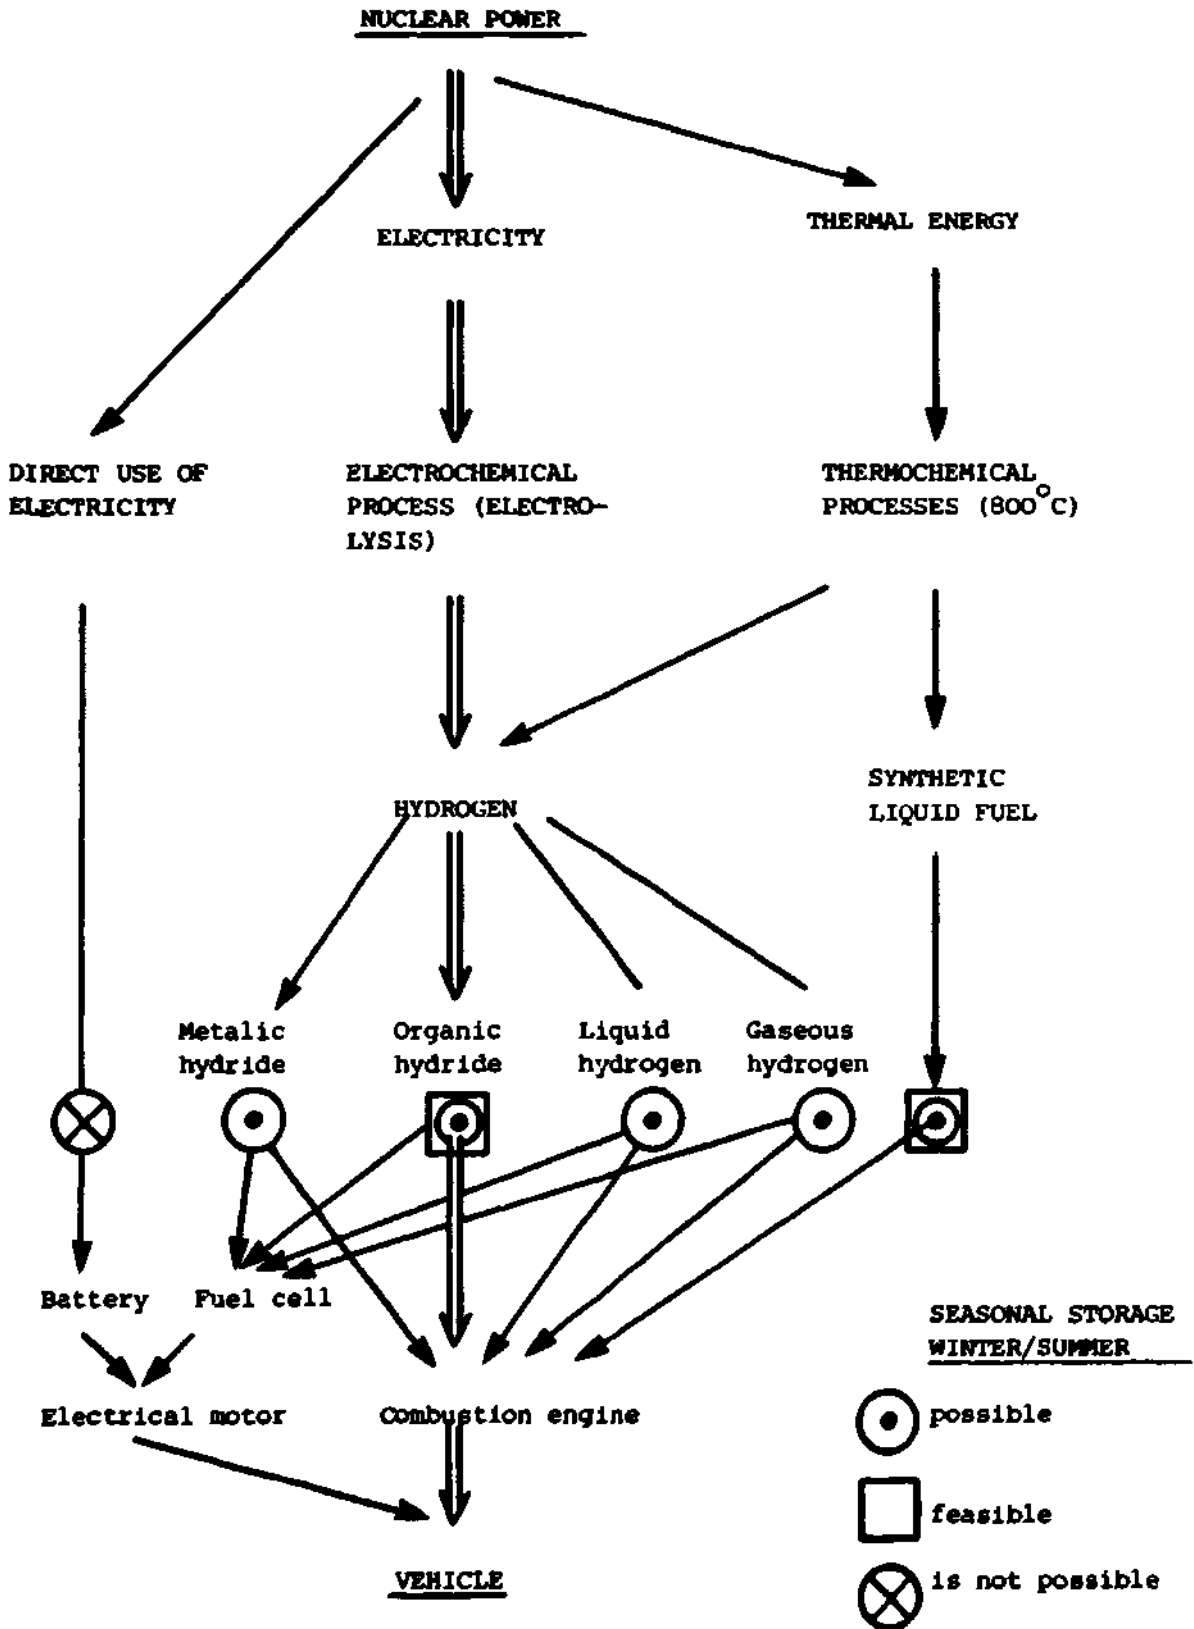 NUCLEAR POWER
ELECTRICITY
THERMAL ENERGY
DIRECT USE OF
ELECTRICITY
ELECTROCHEMICAL
PROCESS (ELECTRO-
LYSIS)
THERMOCHEMICAL
PROCESSES (800°C)
HYDROGEN
SYNTHETIC
LIQUID FUEL
Metalic
hydride
Organic
hydride
Liquid
hydrogen
Gaseous
hydrogen
Battery
Fuel cell
Electrical motor
Combustion engine
VEHICLE
SEASONAL STORAGE
WINTER/SUMMER
possible
feasible
is not possible